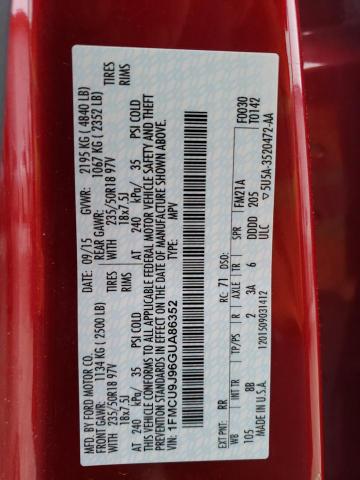 MFD. BY FORD MOTOR CO.
DATE: 09/15 GVWR: 2195 KG ( 4840 LB)
FRONT GAWR: REAR GAWR:
1134 KG ( 2500 LB) 1067 KG ( 2352 LB)
WITH WITH TIRES
235/50R18 97V 235/50R18 97V TIRES
18x7.5J 18x7.5J RIMS
AT 240 kPa/ 35 PSI COLD AT 240 kPa/ 35 PSI COLD
THIS VEHICLE CONFORMS TO ALL APPLICABLE FEDERAL MOTOR VEHICLE SAFETY AND THEFT
PREVENTION STANDARDS IN EFFECT ON THE DATE OF MANUFACTURE SHOWN ABOVE.
VIN: 1FMCU9J96GUA86352
TYPE: MPV
F0030
T0142
EXT PNT: RR RC: 71 DSO: FM21A
WB INT TR TP/PS R AXLE TR SPR
105 BB 2 3A 6 DDDD 205
ULC
1201509031412 5U5A-3520472-AA
MADE IN U.S.A.